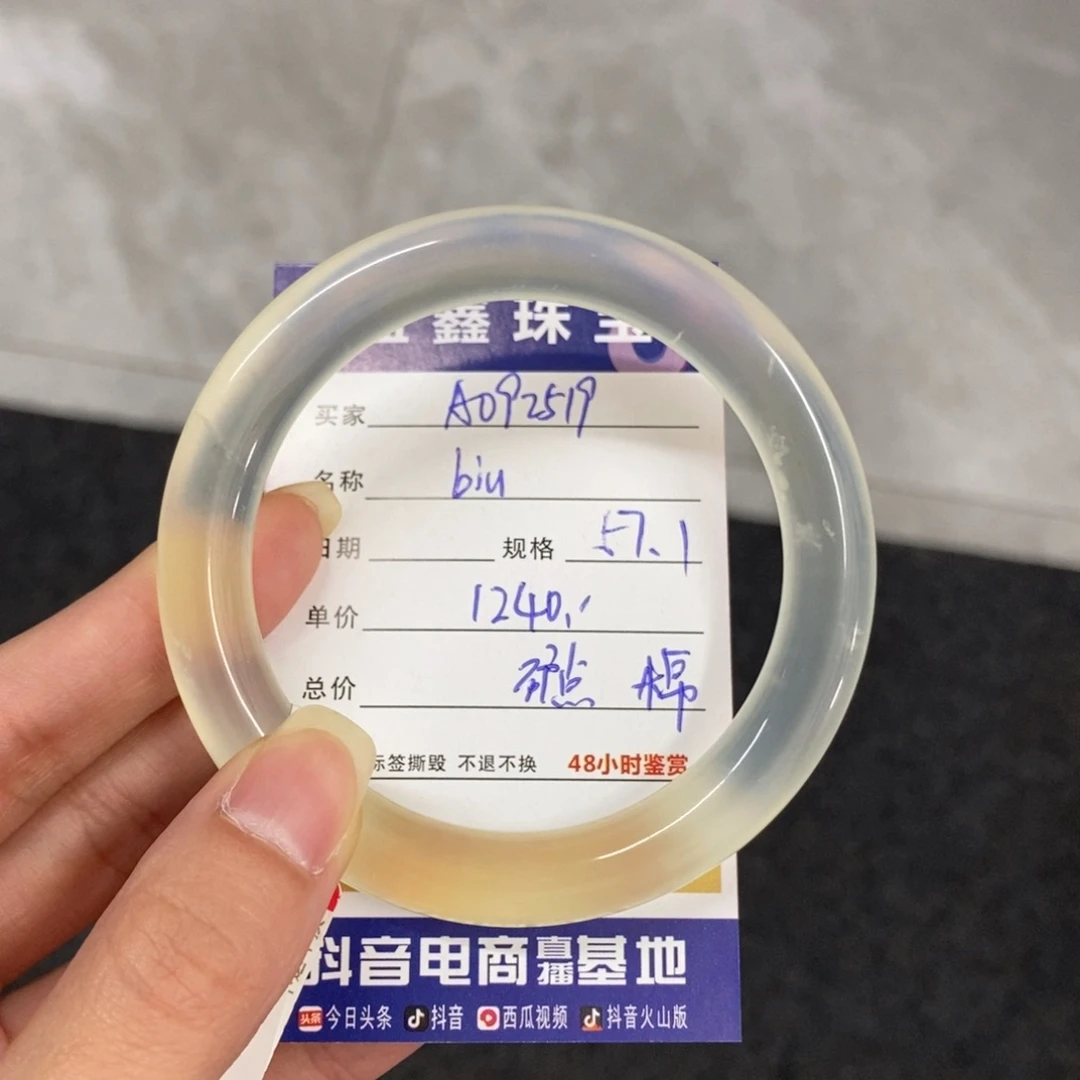 鑫珠宝
买家 A092519
名称 biu
日期 规格 57.1
单价 1240.
总价 点 棉
标签撕毁 不退不换 48小时鉴赏
抖音电商直播基地
头条 今日头条 抖音 西瓜视频 抖音火山版